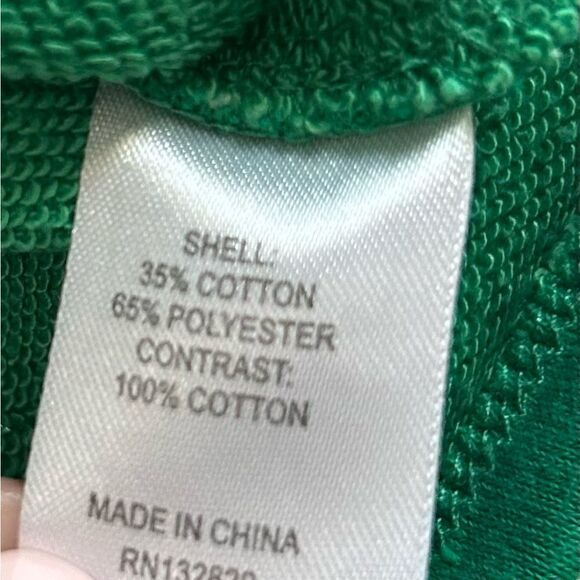 SHELL:
35% COTTON
65% POLYESTER
CONTRAST:
100% COTTON
MADE IN CHINA